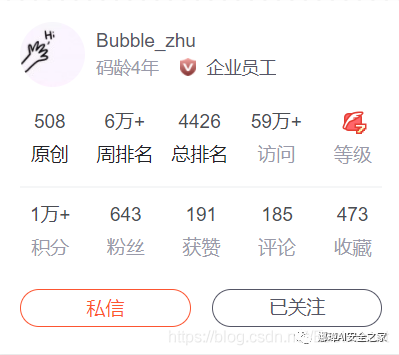 Hi
Bubble_zhu
码龄4年 企业员工
508 6万+ 4426 59万+ 7
原创 周排名 总排名 访问 等级
1万+ 643 191 185 473
积分 粉丝 获赞 评论 收藏
私信 已关注
https://blog.csdn.n
娜璋AI安全之家